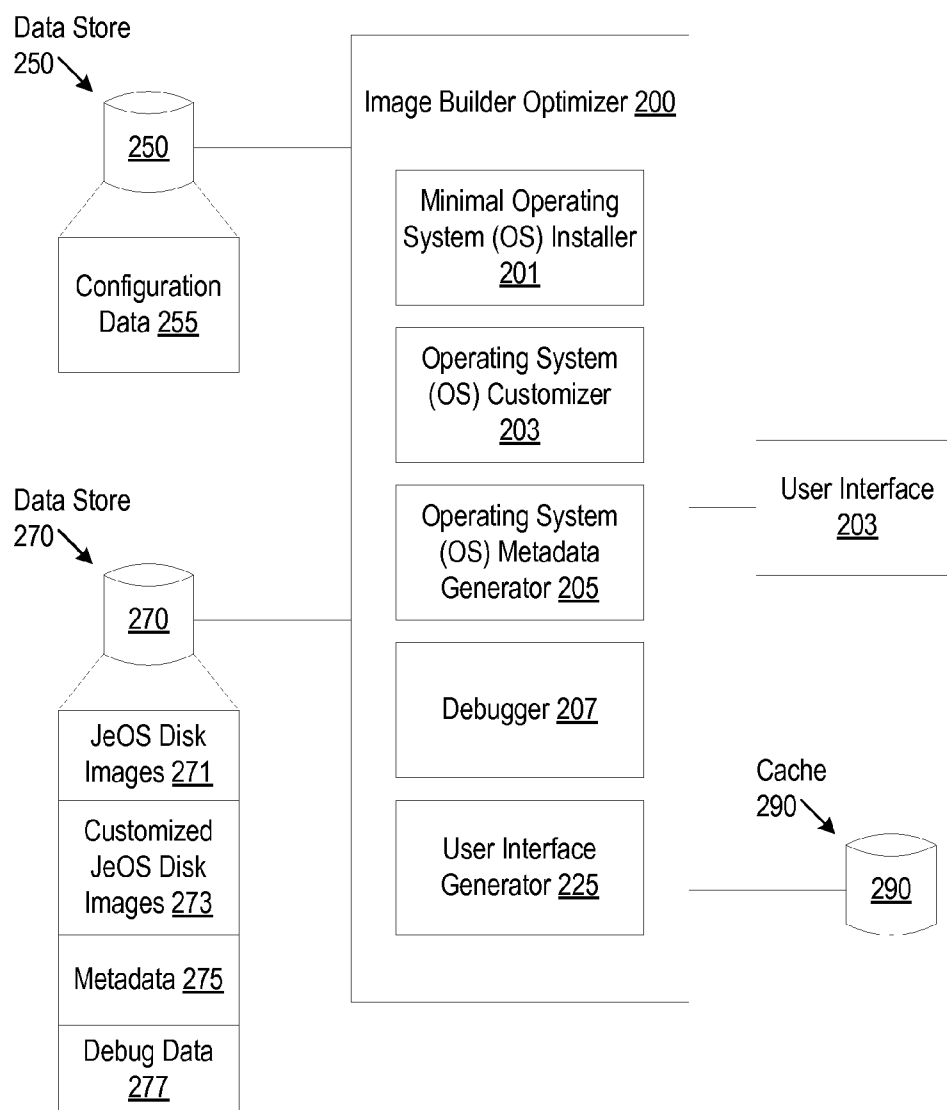 Data Store
250
250
Configuration
Data 255
Image Builder Optimizer 200
Minimal Operating
System (OS) Installer
201
Operating System
(OS) Customizer
203
Operating System
(OS) Metadata
Generator 205
Debugger 207
User Interface
Generator 225
User Interface
203
Data Store
270
270
JeOS Disk
Images 271
Customized
JeOS Disk
Images 273
Metadata 275
Debug Data
277
Cache
290
290